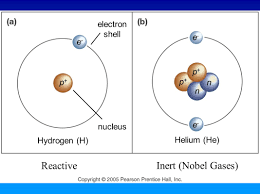 (a)
electron
shell
e-
p+
nucleus
Hydrogen (H)
Reactive
(b)
e-
p+
p+
n
n
e-
Helium (He)
Inert (Nobel Gases)
Copyright © 2005 Pearson Prentice Hall, Inc.